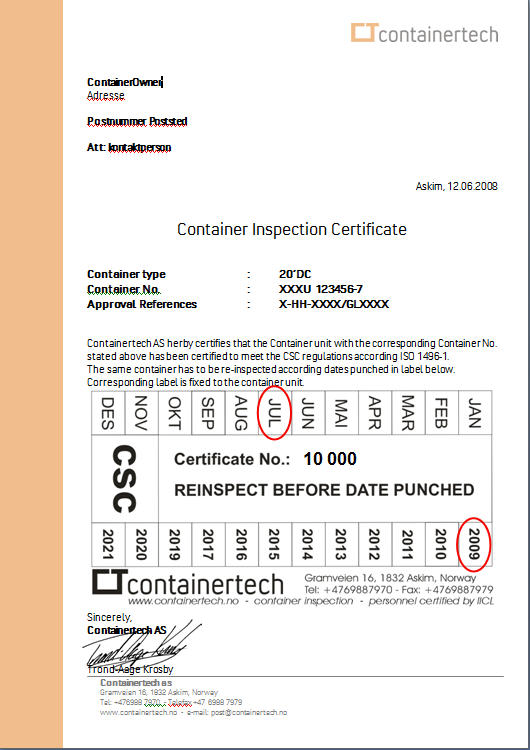 containertech
ContainerOwner
Adresse
Postnummer Poststed
Att: kontaktperson
Askim, 12.06.2008
Container Inspection Certificate
Container type : 20'DC
Container No. : XXXU 123456-7
Approval References : X-HH-XXXX/GLXXXX
Containertech AS herby certifies that the Container unit with the corresponding Container No.
stated above has been certified to meet the CSC regulations according ISO 1496-1.
The same container has to be re-inspected according dates punched in label below.
Corresponding label is fixed to the container unit.
DES NOV OKT SEP AUG JUL JUN MAI APR MAR FEB JAN
CSC
Certificate No.: 10 000
REINSPECT BEFORE DATE PUNCHED
2021 2020 2019 2017 2016 2015 2014 2013 2012 2011 2010 2009
containertech
Gramveien 16, 1832 Askim, Norway
Tel: +4769887970 - Fax: +4769887979
www.containertech.no - container inspection - personnel certified by IICL
Sincerely,
Containertech AS
Trond-Aage Krosby
Containertech as
Gramveien 16, 1832 Askim, Norway
Tel: +476988 7970 - Telefax +47 6988 7979
www.containertech.no - e-mail: post@containertech.no